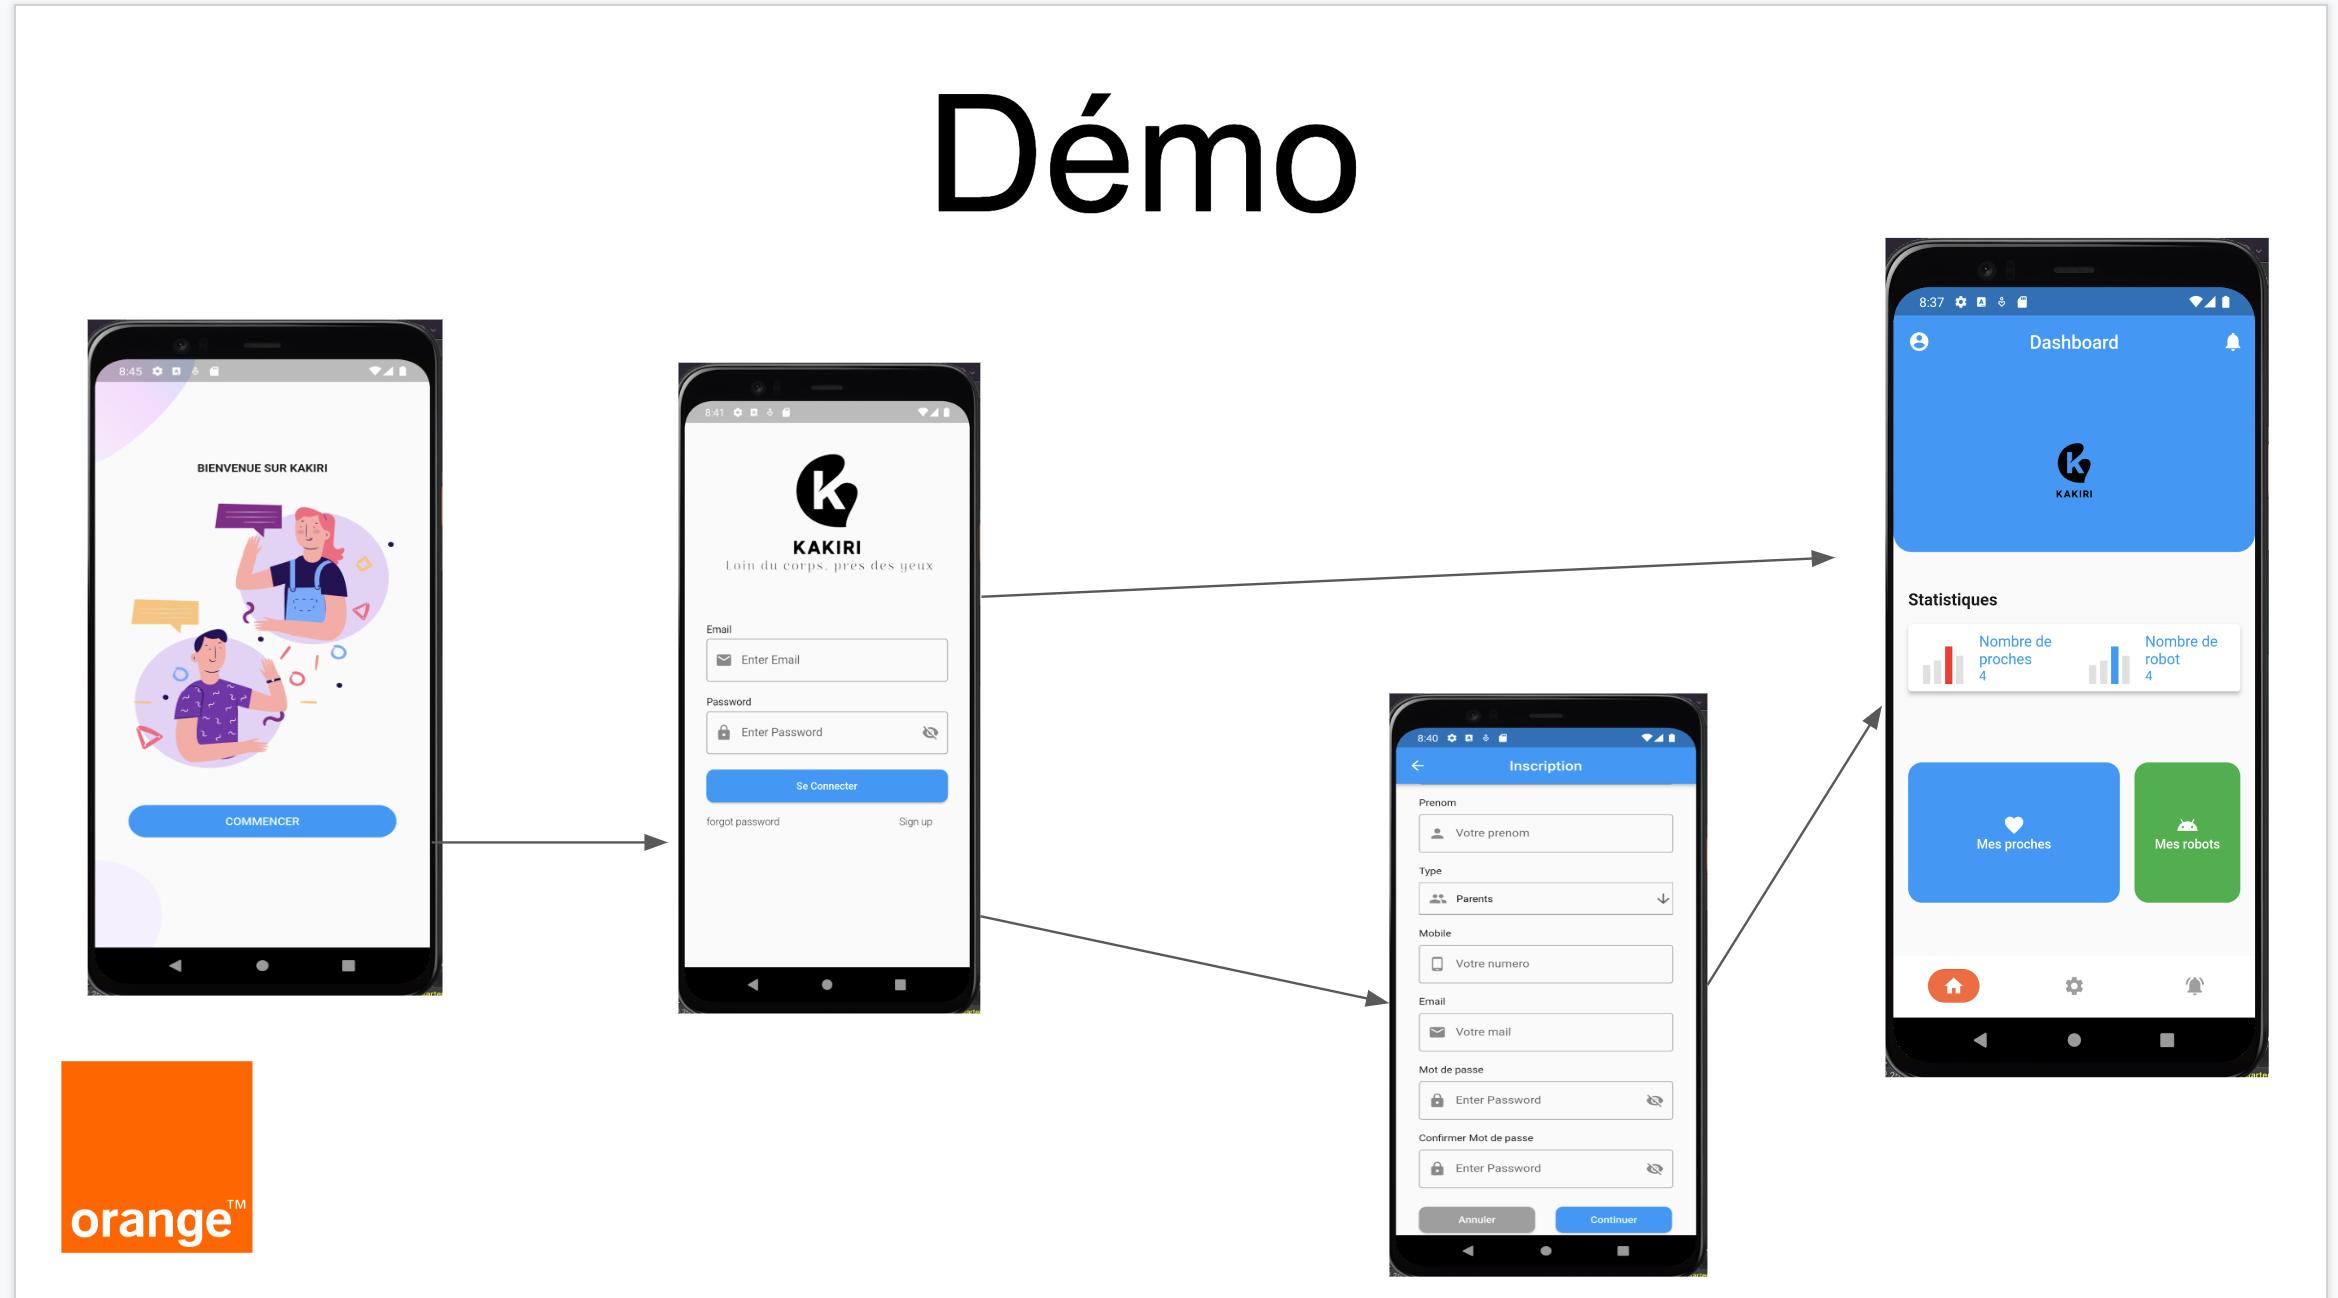 Démo
8:45
BIENVENUE SUR KAKIRI
COMMENCER
8:41
K
KAKIRI
Loin du corps, près des yeux
Email
Enter Email
Password
Enter Password
Se Connecter
forgot password
Sign up
8:40
Inscription
Prenom
Votre prenom
Type
Parents
Mobile
Votre numero
Email
Votre mail
Mot de passe
Enter Password
Confirmer Mot de passe
Enter Password
Annuler
Continuer
8:37
Dashboard
K
KAKIRI
Statistiques
Nombre de
proches
4
Nombre de
robot
4
Mes proches
Mes robots
orange™